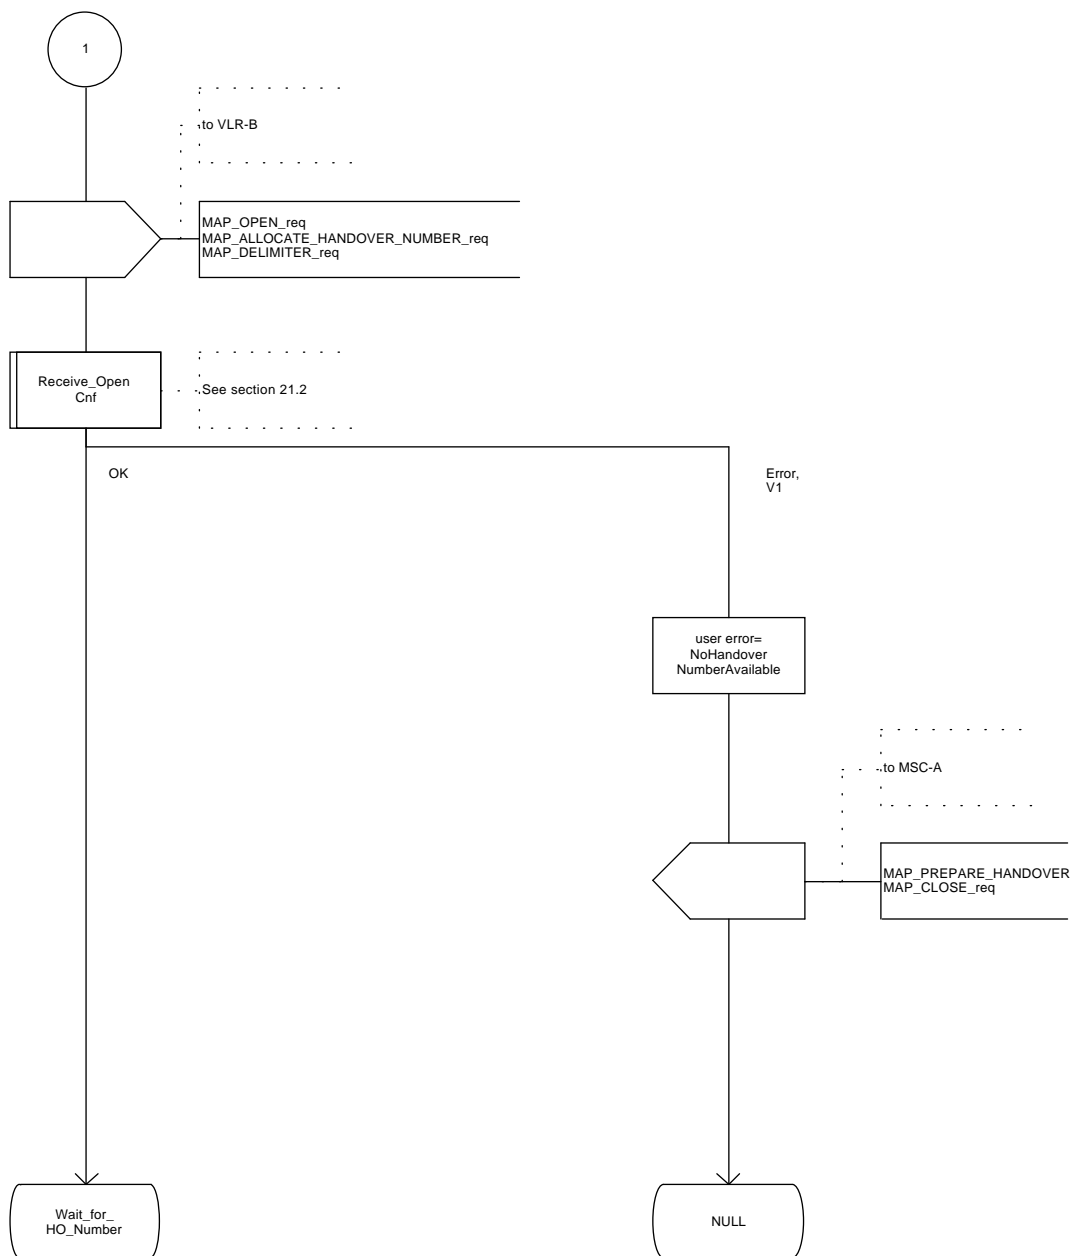 1
to VLR-B
MAP_OPEN_req
MAP_ALLOCATE_HANDOVER_NUMBER_req
MAP_DELIMITER_req
Receive_Open
Cnf
See section 21.2
OK
Error,
V1
user error=
NoHandover
NumberAvailable
to MSC-A
MAP_PREPARE_HANDOVER
MAP_CLOSE_req
Wait_for_
HO_Number
NULL